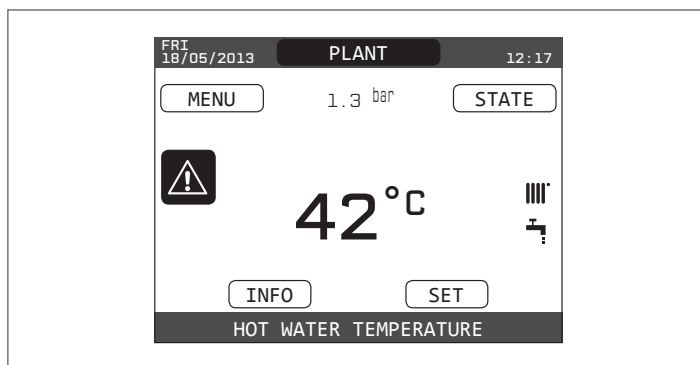 FRI
18/05/2013 PLANT 12:17
MENU 1.3 bar STATE
42°C
INFO SET
HOT WATER TEMPERATURE